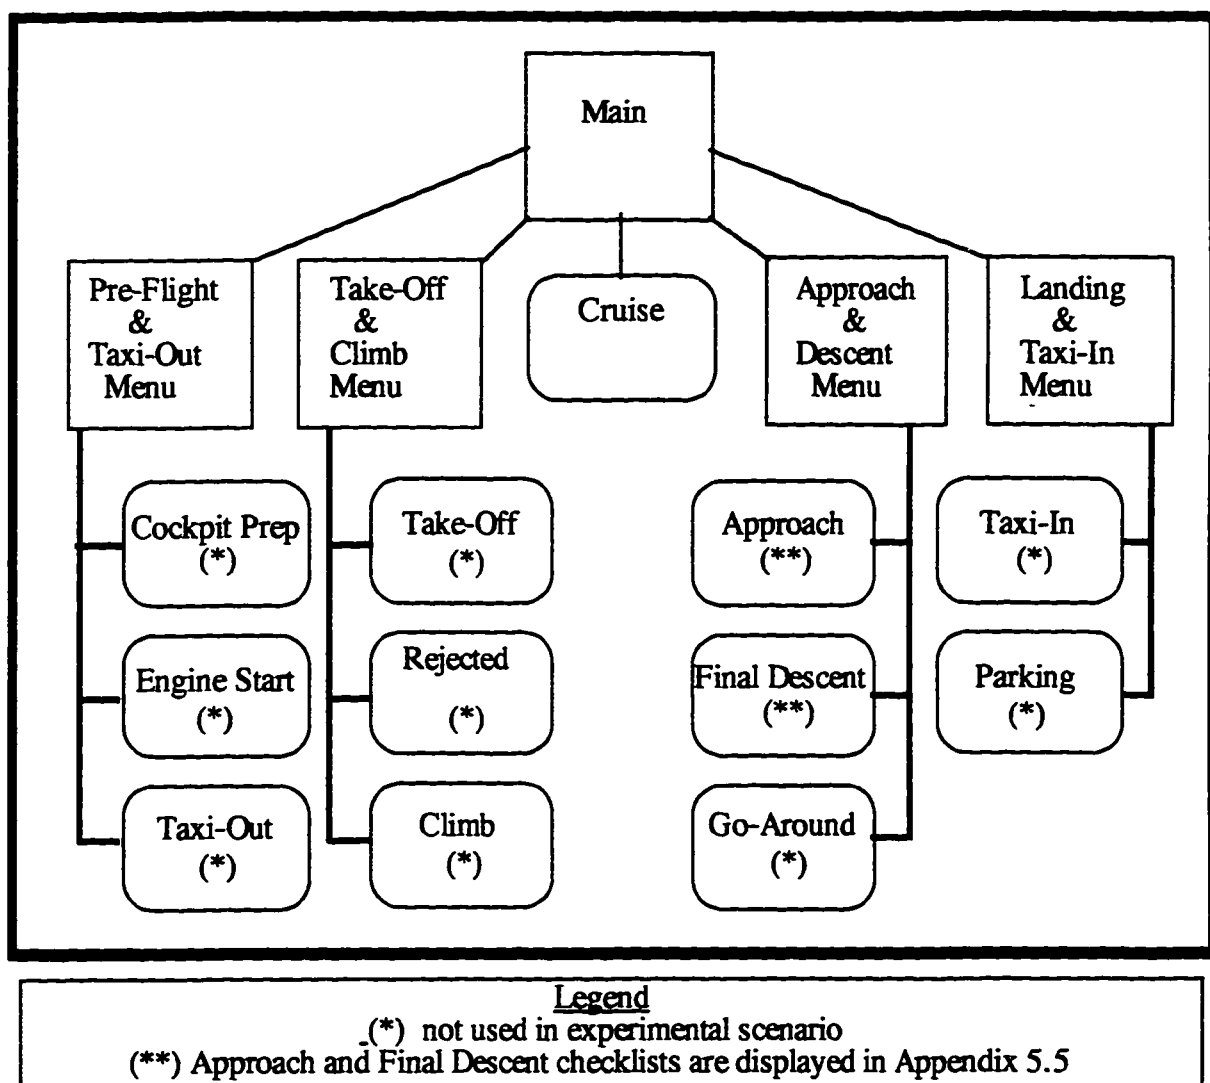 Main
Pre-Flight
&
Taxi-Out
Menu
Take-Off
&
Climb
Menu
Cruise
Approach
&
Descent
Menu
Landing
&
Taxi-In
Menu
Cockpit Prep
(*)
Engine Start
(*)
Taxi-Out
(*)
Take-Off
(*)
Rejected
(*)
Climb
(*)
Approach
(**)
Final Descent
(**)
Go-Around
(*)
Taxi-In
(*)
Parking
(*)
Legend
(*) not used in experimental scenario
(**) Approach and Final Descent checklists are displayed in Appendix 5.5